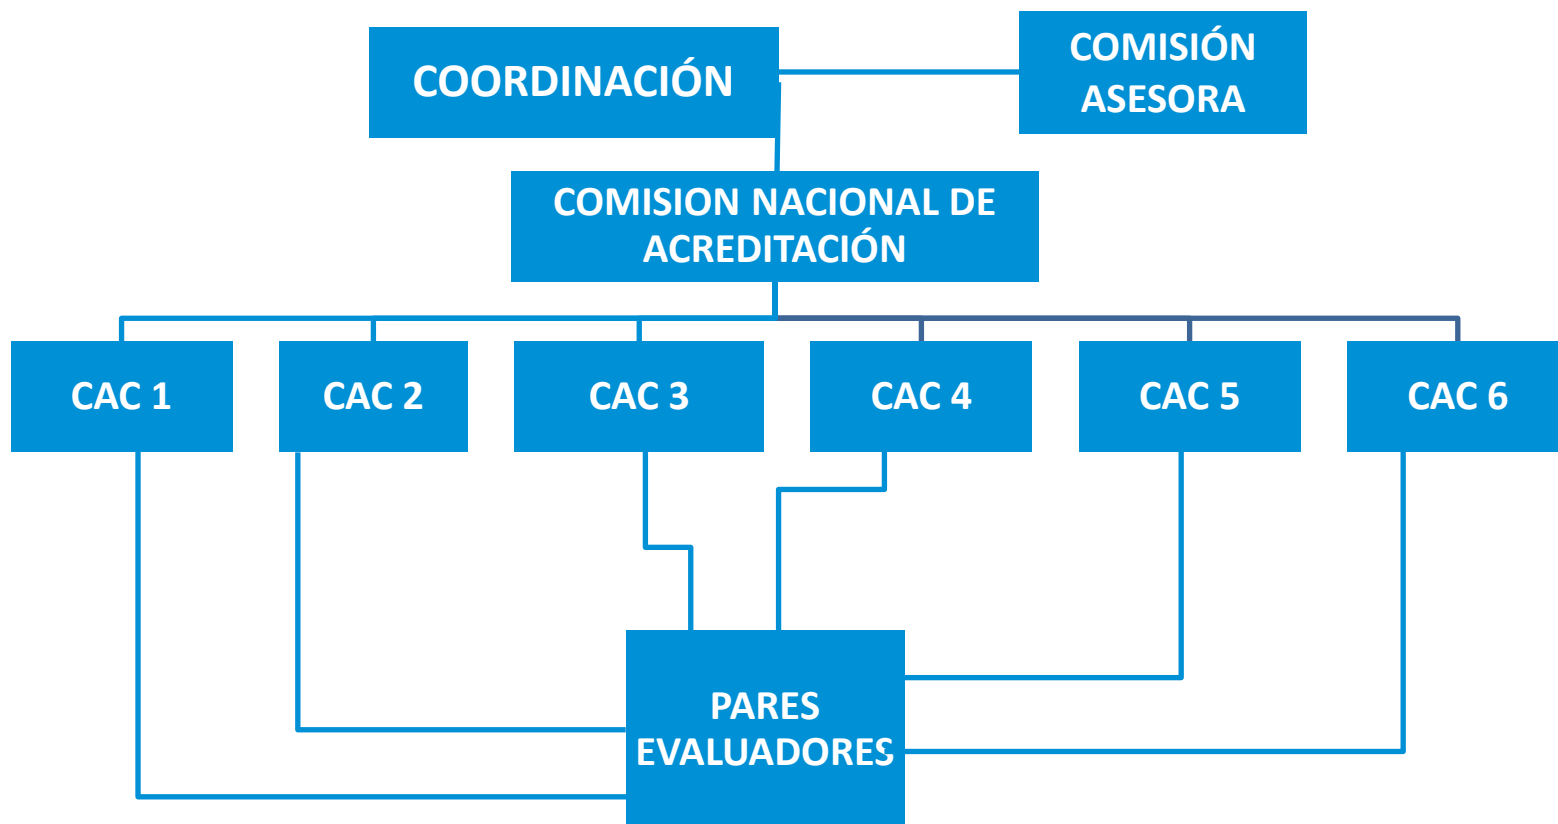 COORDINACIÓN
COMISIÓN
ASESORA
COMISION NACIONAL DE
ACREDITACIÓN
CAC 1
CAC 2
CAC 3
CAC 4
CAC 5
CAC 6
PARES
EVALUADORES